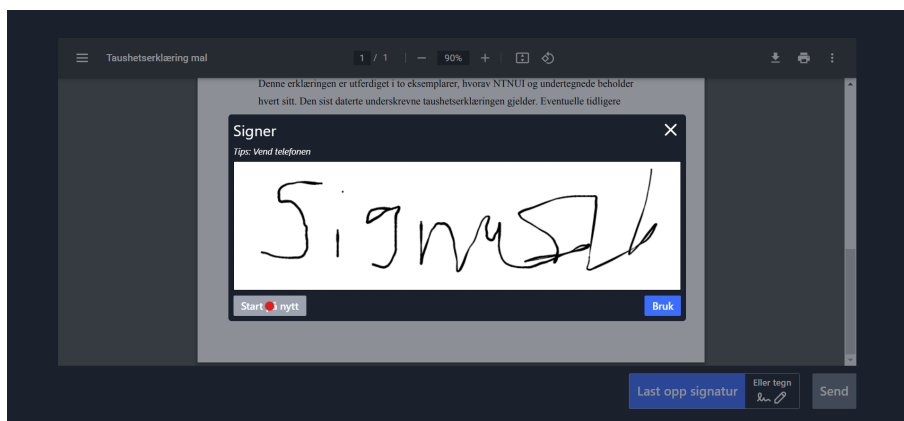 Taushetserklæring mal 1 / 1 90%
Denne erklæringen er utferdiget i to eksemplarer, hvorav NTNUI og undertegnede beholder
hvert sitt. Den sist daterte underskrevne taushetserklæringen gjelder. Eventuelle tidligere
Signer
Tips: Vend telefonen
Start nytt
Bruk
Last opp signatur
Eller tegn
Send